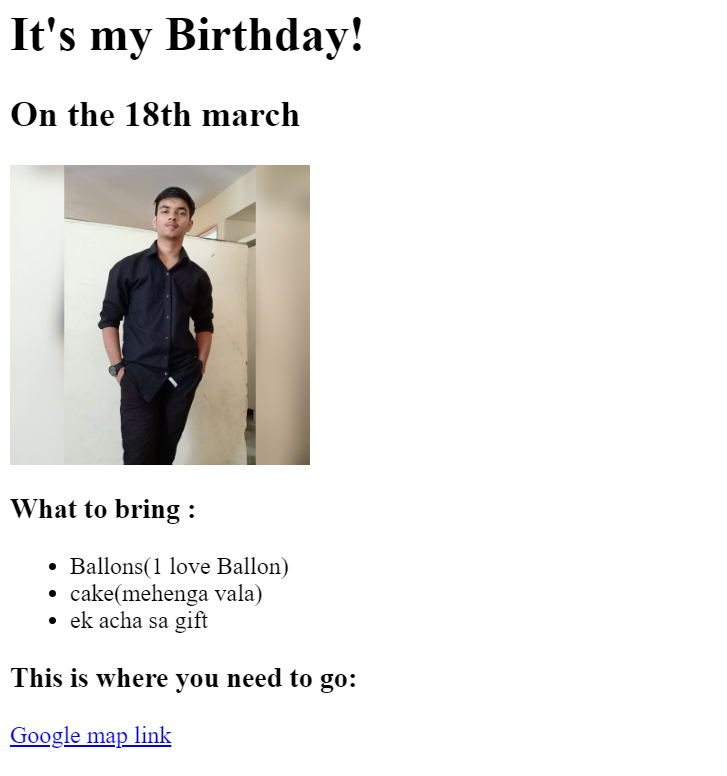 It's my Birthday!
On the 18th march
What to bring :
Ballons(1 love Ballon)
cake(mehenga vala)
ek acha sa gift
This is where you need to go:
Google map link